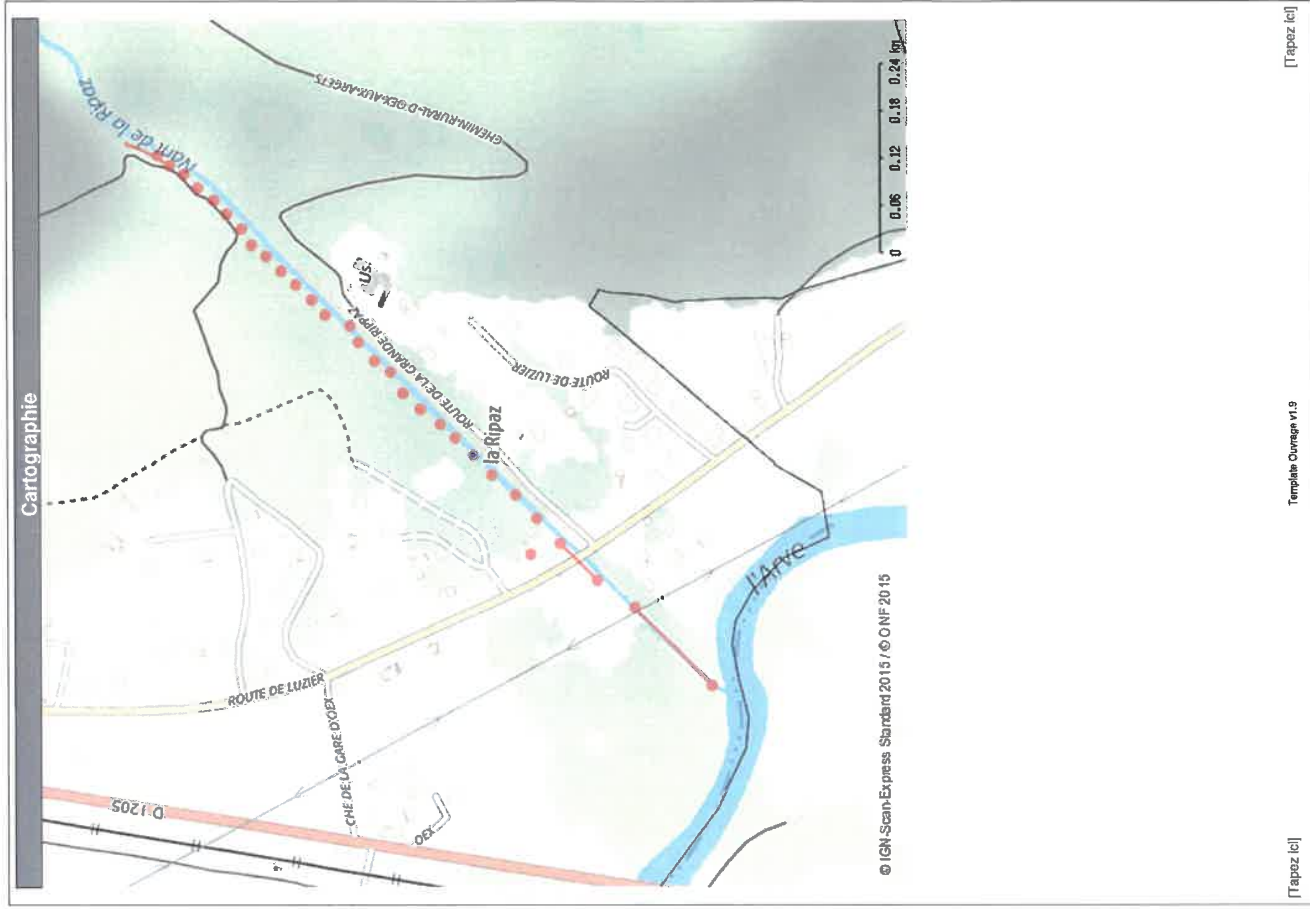 Cartographie
Nant de la Ripaz
CHEMIN-RURAL-D'OEX-AUX-ARGETS
Us.
ROUTE DE LA GRANDE RIPPAZ
ROUTE-DE-LUZIER
la Ripaz
ROUTE DE LUZIER
CHE DE LA GARE D'OEX
D 1205
OEX
l'Arve
0 0.06 0.12 0.18 0.24 km
© IGN-Scan-Express Standard 2015 / © ONF 2015
[Tapez ici]
Template Ouvrage v1.9
[Tapez ici]